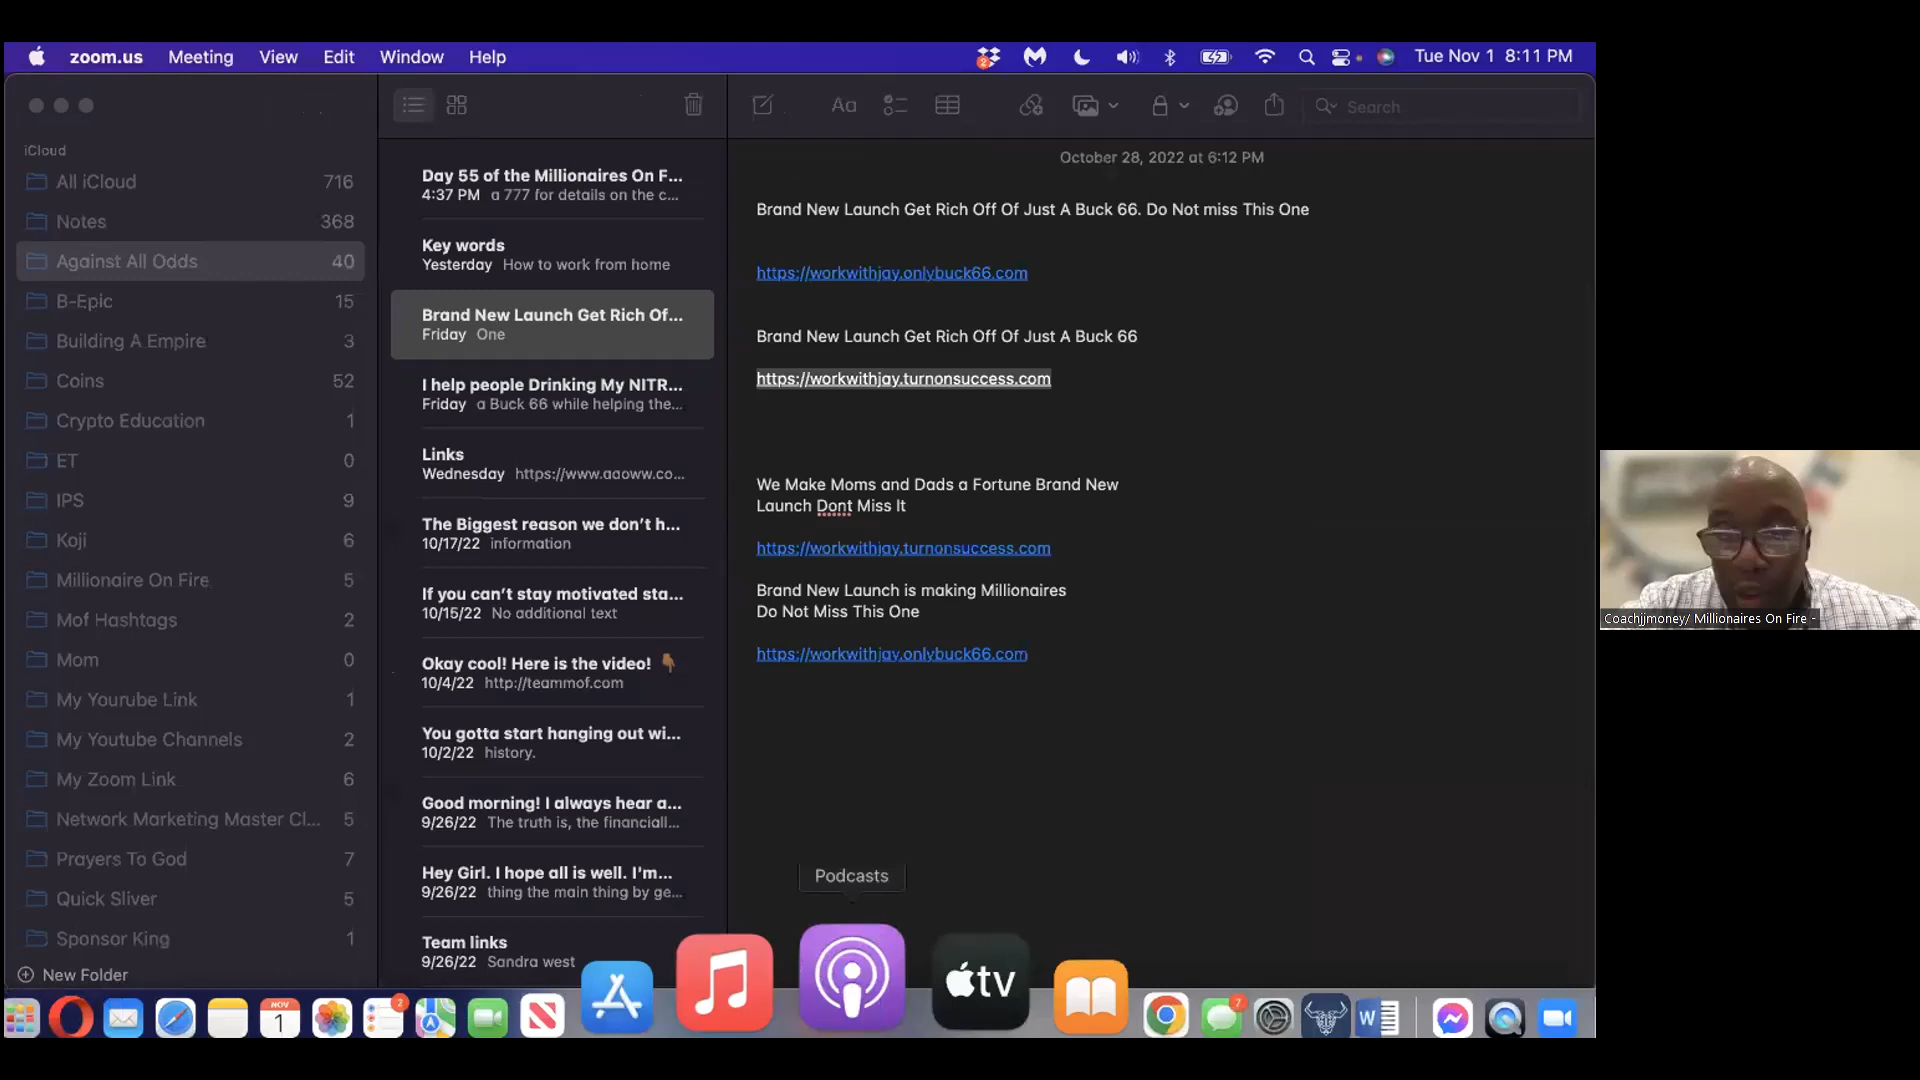 zoom.us Meeting View Edit Window Help
2
Tue Nov 1 8:11 PM
Aa
Search
iCloud
All iCloud 716
Notes 368
Against All Odds 40
B-Epic 15
Building A Empire 3
Coins 52
Crypto Education 1
ET 0
IPS 9
Koji 6
Millionaire On Fire 5
Mof Hashtags 2
Mom 0
My Yourube Link 1
My Youtube Channels 2
My Zoom Link 6
Network Marketing Master Cl... 5
Prayers To God 7
Quick Sliver 5
Sponsor King 1
New Folder
Day 55 of the Millionaires On F...
4:37 PM a 777 for details on the c...
Key words
Yesterday How to work from home
Brand New Launch Get Rich Of...
Friday One
I help people Drinking My NITR...
Friday a Buck 66 while helping the...
Links
Wednesday https://www.aaoww.co...
The Biggest reason we don't h...
10/17/22 information
If you can't stay motivated sta...
10/15/22 No additional text
Okay cool! Here is the video! 👇🏾
10/4/22 http://teammof.com
You gotta start hanging out wi...
10/2/22 history.
Good morning! I always hear a...
9/26/22 The truth is, the financiall...
Hey Girl. I hope all is well. I'm...
9/26/22 thing the main thing by ge...
Team links
9/26/22 Sandra west
October 28, 2022 at 6:12 PM
Brand New Launch Get Rich Off Of Just A Buck 66. Do Not miss This One
https://workwithjay.onlybuck66.com
Brand New Launch Get Rich Off Of Just A Buck 66
https://workwithjay.turnonsuccess.com
We Make Moms and Dads a Fortune Brand New
Launch Dont Miss It
https://workwithjay.turnonsuccess.com
Brand New Launch is making Millionaires
Do Not Miss This One
https://workwithjay.onlybuck66.com
Podcasts
tv
NOV
1
2
7
W
Coachjjmoney/ Millionaires On Fire -